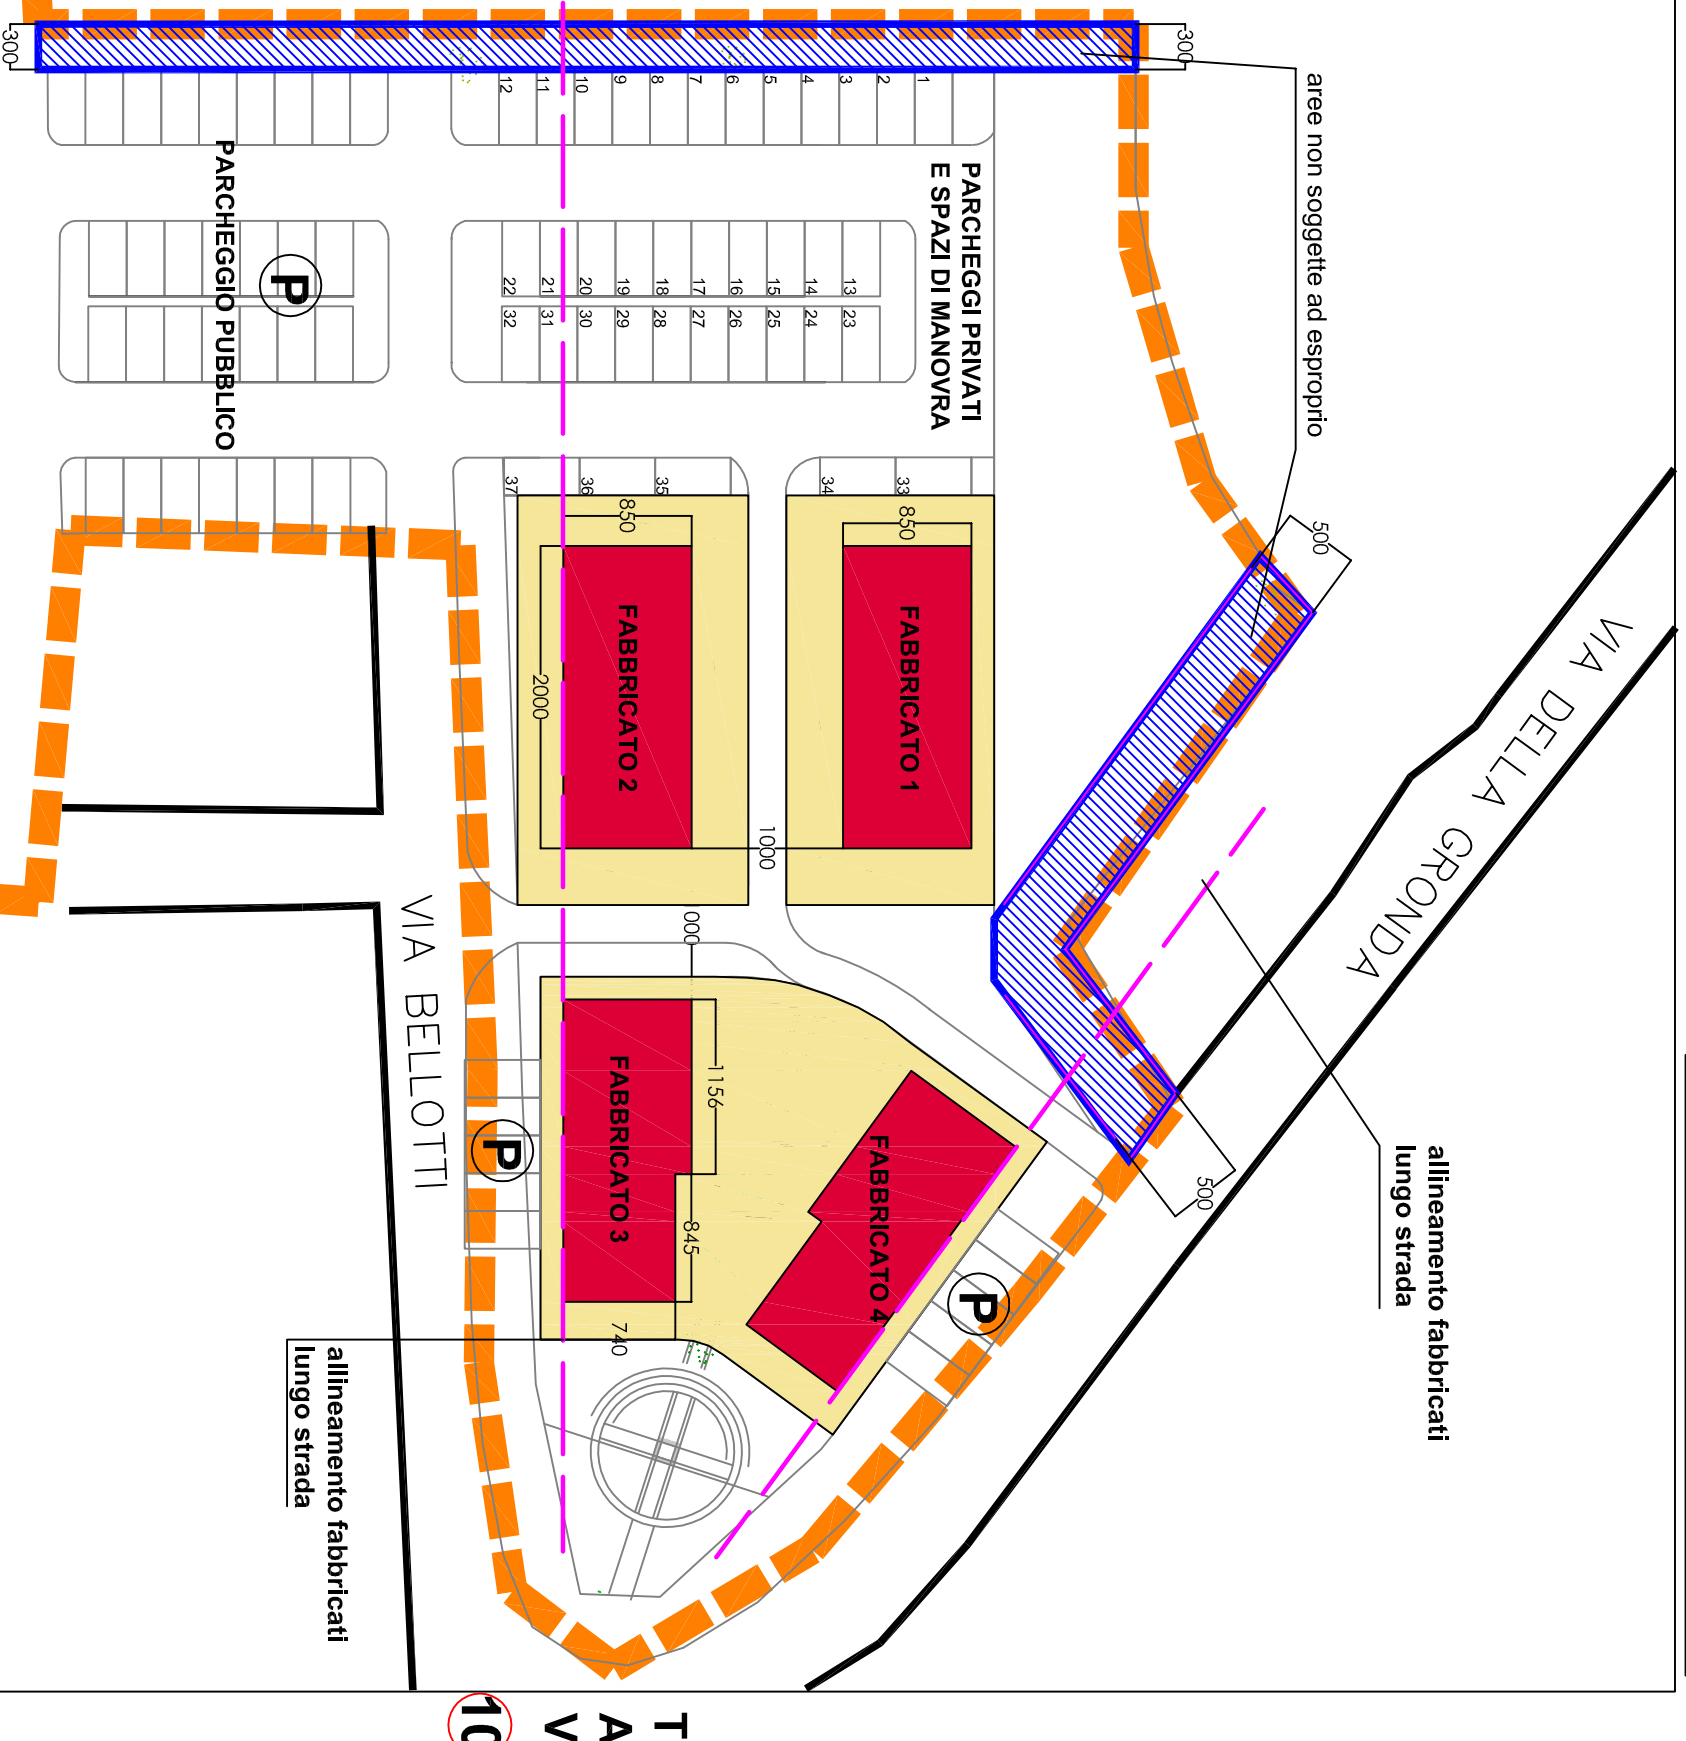 300
300
aree non soggette ad esproprio
12
11
10
9
8
7
6
5
4
3
2
1
PARCHEGGI PRIVATI
E SPAZI DI MANOVRA
PARCHEGGIO PUBBLICO
P
22
21
20
19
18
17
16
15
14
13
32
31
30
29
28
27
26
25
24
23
37
36
35
34
33
850
850
500
2000
FABBRICATO 2
FABBRICATO 1
1000
VIA DELLA GRONDA
000
VIA BELLOTTI
1156
FABBRICATO 3
845
740
FABBRICATO 4
P
P
500
allineamento fabbricati
lungo strada
allineamento fabbricati
lungo strada
T
A
V
10